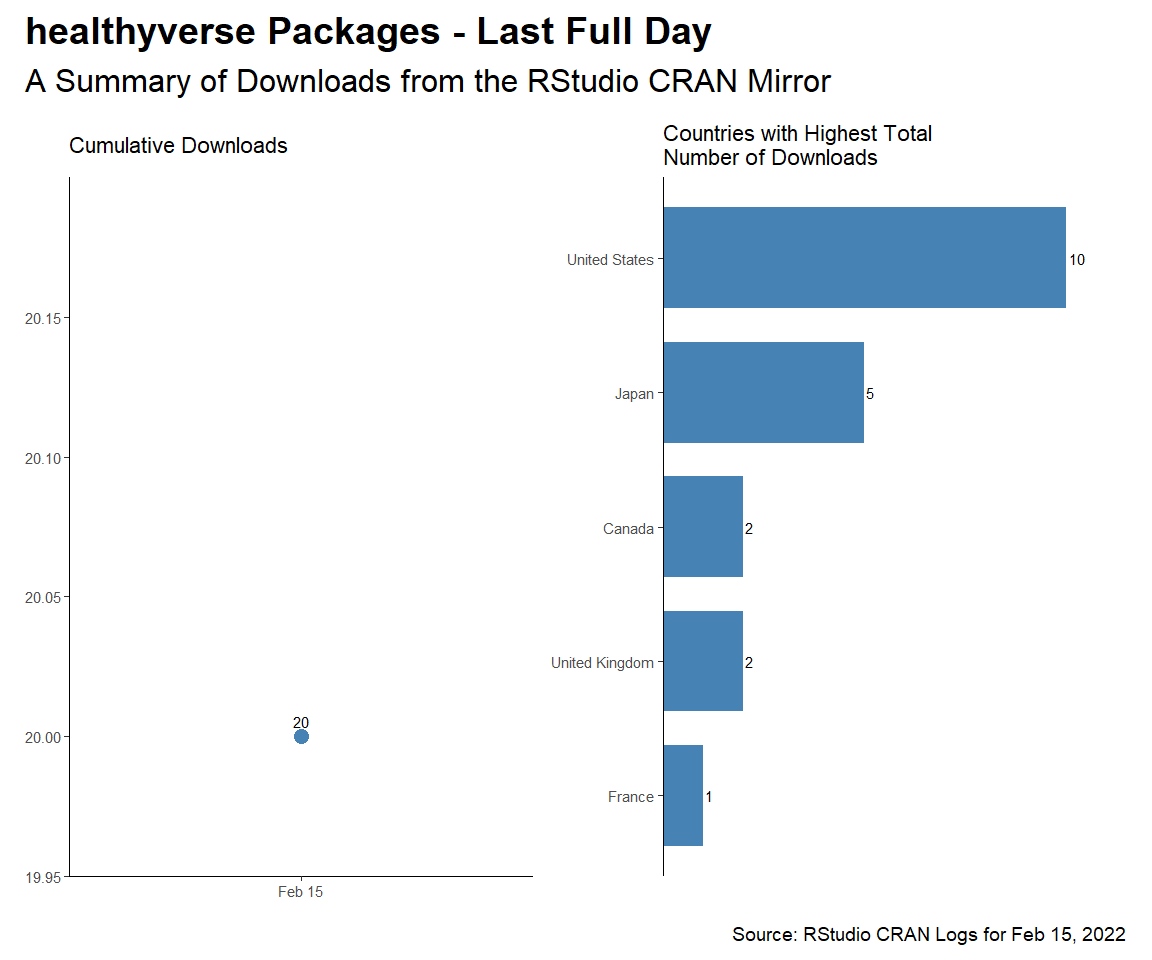 healthyverse Packages - Last Full Day
A Summary of Downloads from the RStudio CRAN Mirror
Cumulative Downloads
20.15
20.10
20.05
20.00
19.95
20
Feb 15
Countries with Highest Total
Number of Downloads
United States 10
Japan 5
Canada 2
United Kingdom 2
France 1
Source: RStudio CRAN Logs for Feb 15, 2022